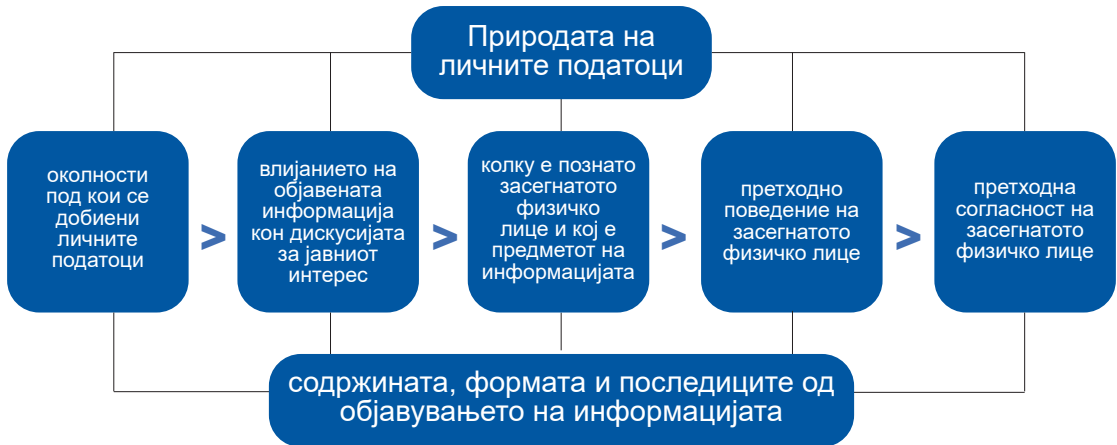 Природата на
личните податоци
околности
под кои се
добиени
личните
податоци
>
влијанието на
објавената
информација
кон дискусијата
за јавниот
интерес
>
колку е познато
засегнатото
физичко
лице и кој е
предметот на
информацијата
>
претходно
поведение на
засегнатото
физичко лице
>
претходна
согласност на
засегнатото
физичко лице
содржината, формата и последиците од
објавувањето на информацијата